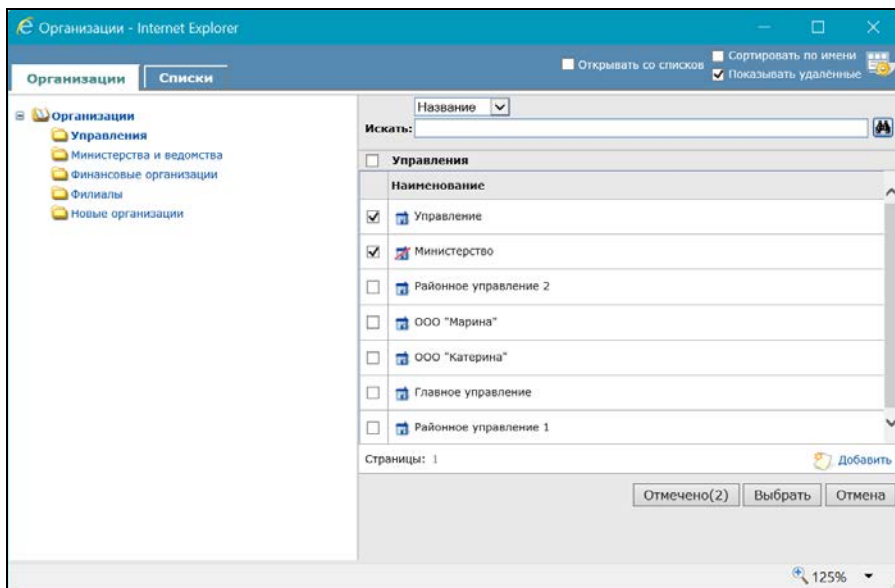 Организации - Internet Explorer
Организации
Списки
Открывать со списков
Сортировать по имени
Показывать удалённые
Организации
Управления
Министерства и ведомства
Финансовые организации
Филиалы
Новые организации
Название
Искать:
Управления
Наименование
Управление
Министерство
Районное управление 2
ООО "Марина"
ООО "Катерина"
Главное управление
Районное управление 1
Страницы: 1
Добавить
Отмечено(2)
Выбрать
Отмена
125%